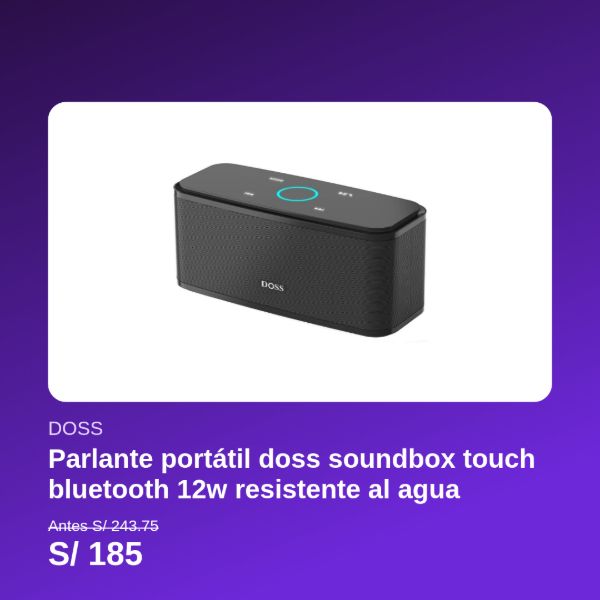 DOSS
DOSS
Parlante portátil doss soundbox touch
bluetooth 12w resistente al agua
Antes S/ 243.75
S/ 185